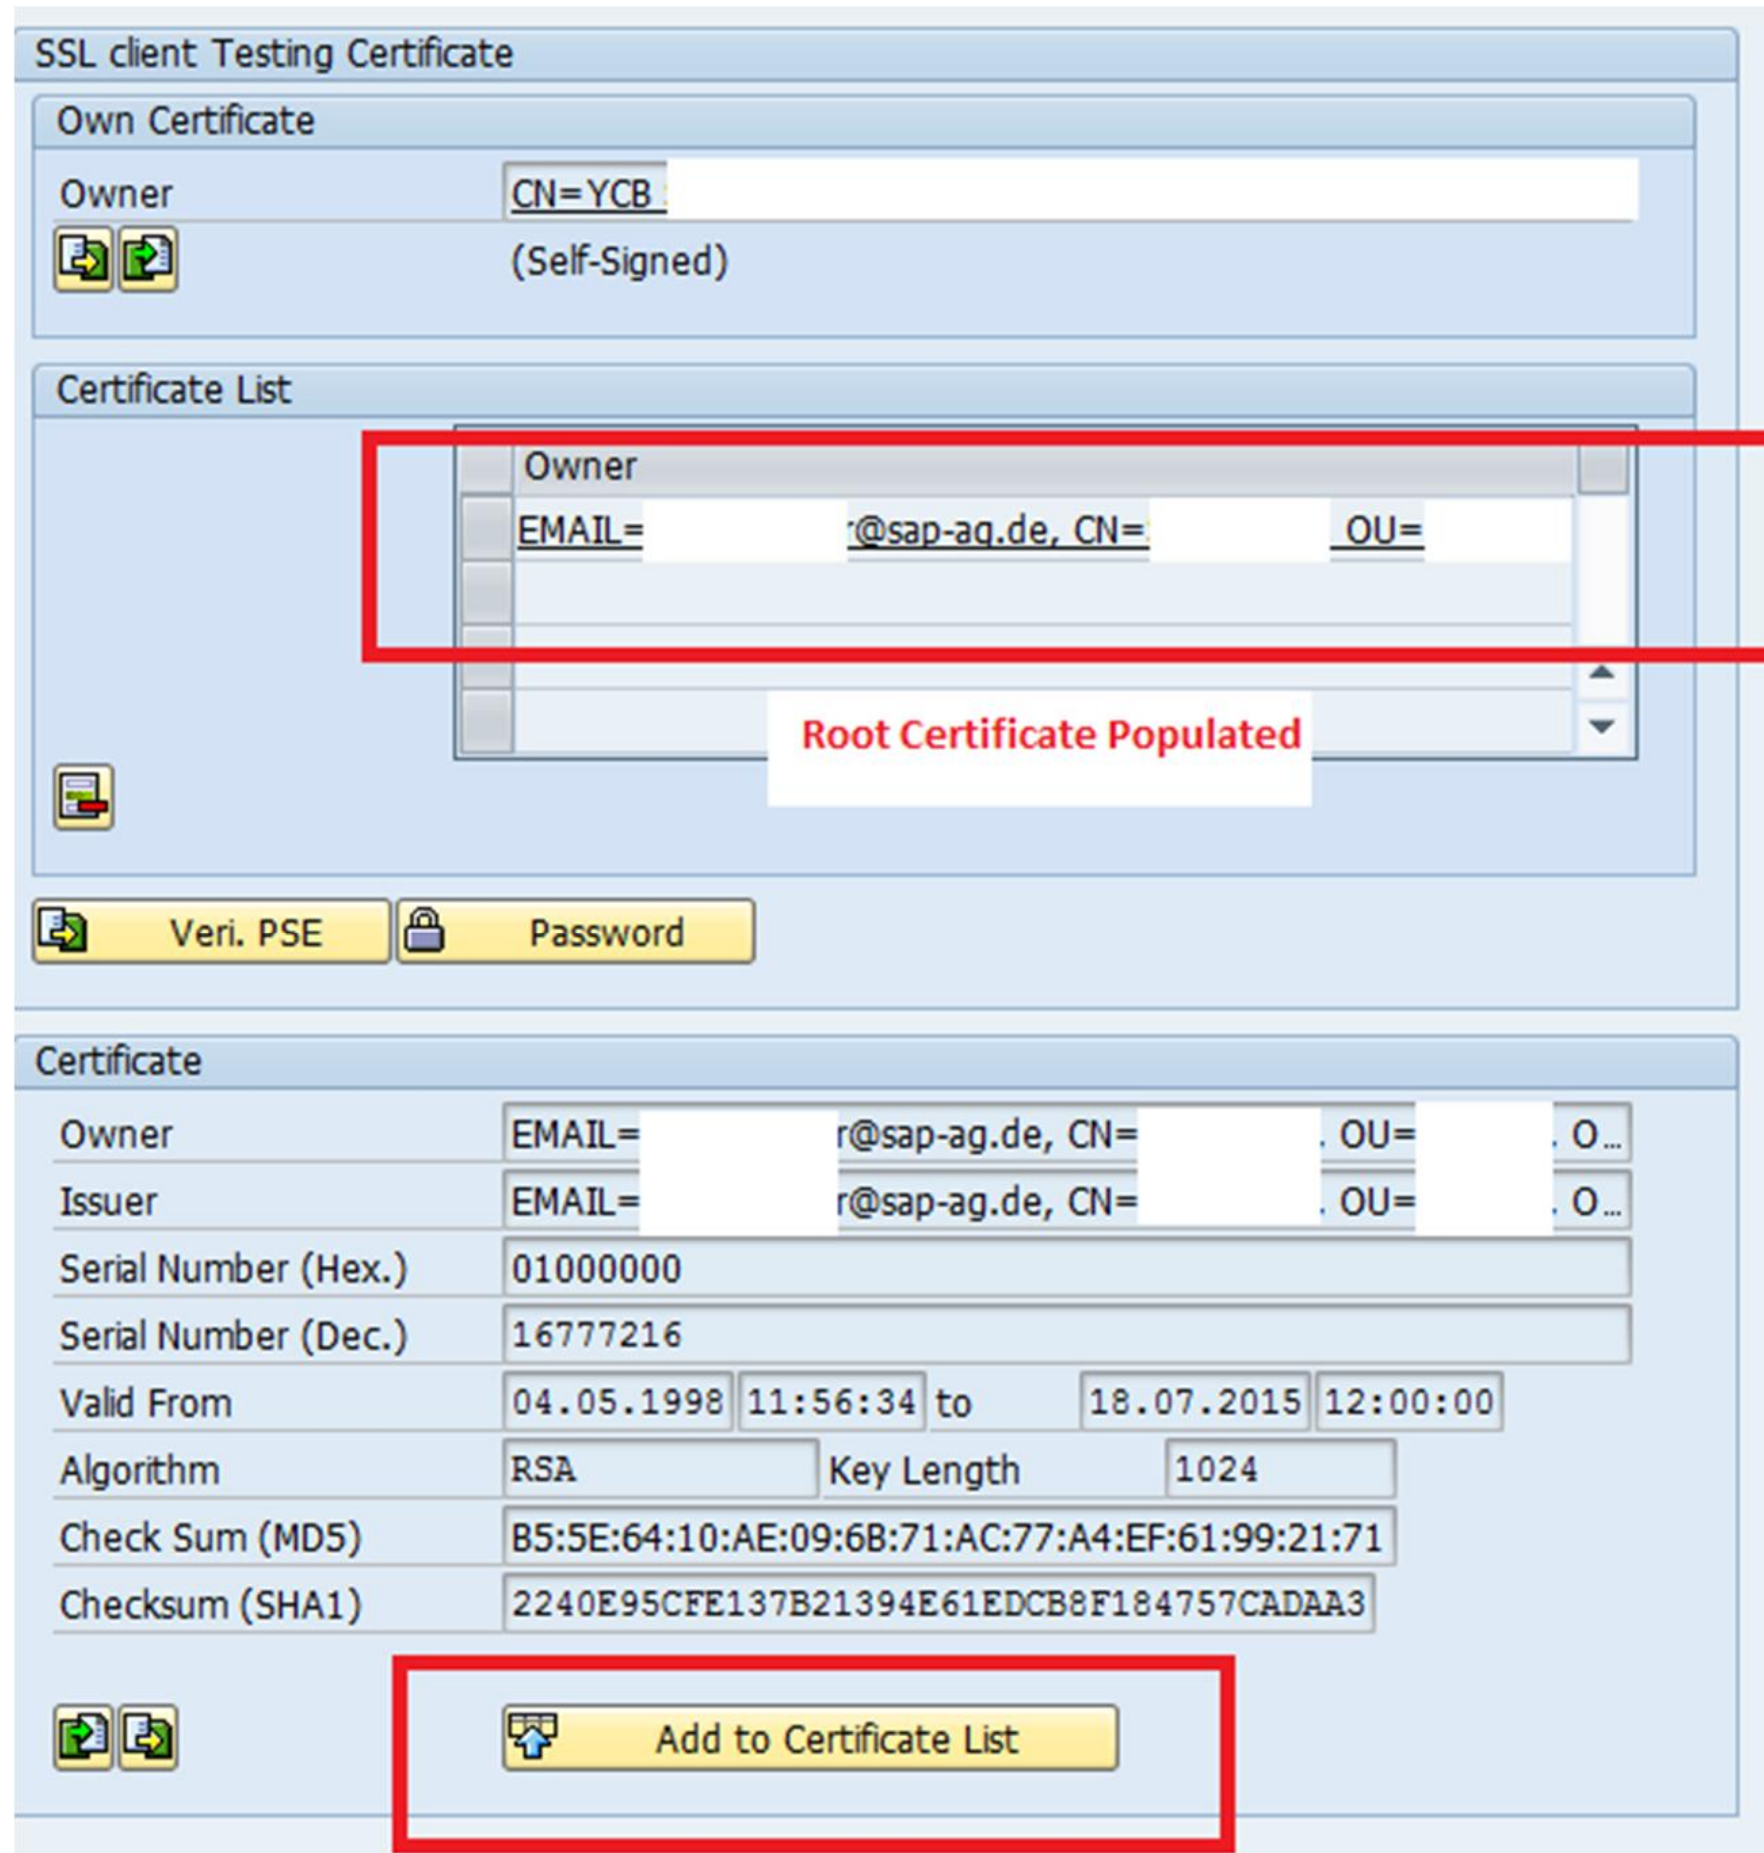 SSL client Testing Certificate
Own Certificate
Owner CN=YCB
(Self-Signed)
Certificate List
Owner
EMAIL= r@sap-ag.de, CN= OU=
Root Certificate Populated
Veri. PSE Password
Certificate
Owner EMAIL= r@sap-ag.de, CN= , OU= , O...
Issuer EMAIL= r@sap-ag.de, CN= , OU= , O...
Serial Number (Hex.) 01000000
Serial Number (Dec.) 16777216
Valid From 04.05.1998 11:56:34 to 18.07.2015 12:00:00
Algorithm RSA Key Length 1024
Check Sum (MD5) B5:5E:64:10:AE:09:6B:71:AC:77:A4:EF:61:99:21:71
Checksum (SHA1) 2240E95CFE137B21394E61EDCB8F184757CADAA3
Add to Certificate List